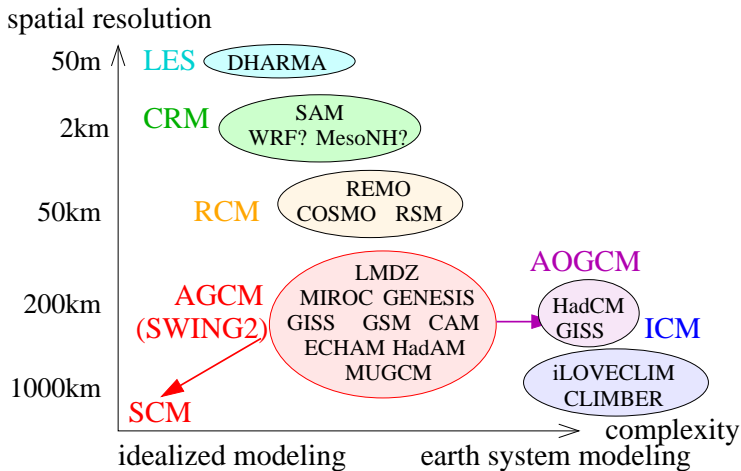 spatial resolution
50m
LES
DHARMA
2km
CRM
SAM
WRF? MesoNH?
50km
RCM
REMO
COSMO RSM
200km
AGCM
(SWING2)
LMDZ
MIROC GENESIS
GISS GSM CAM
ECHAM HadAM
MUGCM
AOGCM
HadCM
GISS
ICM
1000km
SCM
iLOVECLIM
CLIMBER
complexity
idealized modeling
earth system modeling